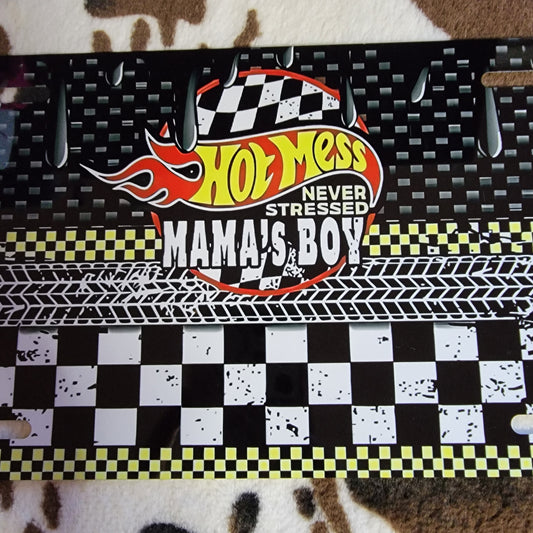 Hot Mess
NEVER
STRESSED
MAMA'S BOY